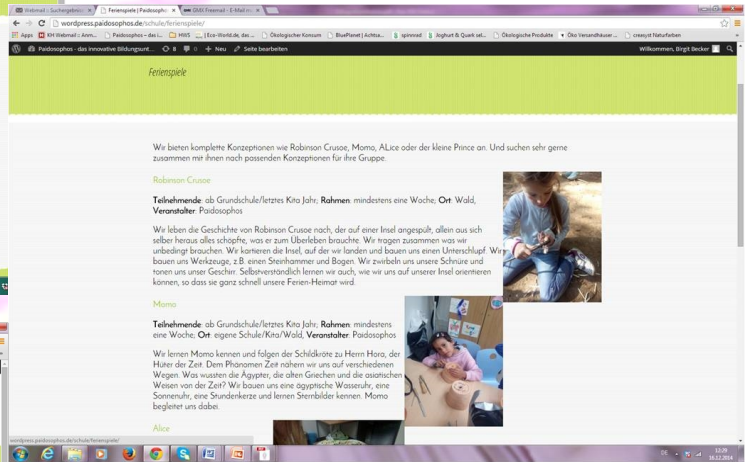 Webmail :: Suchergebnis
Ferienspiele | Paidosophos
GMX Freemail - E-Mail m
wordpress.paidosophos.de/schule/ferienspiele/
Apps KH Webmail :: Anm... Paidosophos – das i... MWS Eco-World.de, das ... Ökologischer Konsum BluePlanet | Achtsa... spinnrad Joghurt & Quark sel... Ökologische Produkte Öko Versandhäuser ... creasyst Naturfarben
Paidosophos - das innovative Bildungsunt... 8 0 + Neu Seite bearbeiten Willkommen, Birgit Becker
Ferienspiele
Wir bieten komplette Konzeptionen wie Robinson Crusoe, Momo, ALice oder der kleine Prince an. Und suchen sehr gerne
zusammen mit ihnen nach passenden Konzeptionen für ihre Gruppe.
Robinson Crusoe
Teilnehmende: ab Grundschule/letztes Kita Jahr; Rahmen: mindestens eine Woche; Ort: Wald,
Veranstalter: Paidosophos
Wir leben die Geschichte von Robinson Crusoe nach, der auf einer Insel angespült, allein aus sich
selber heraus alles schöpfte, was er zum Überleben brauchte. Wir tragen zusammen was wir
unbedingt brauchen. Wir kartieren die Insel, auf der wir landen und bauen uns einen Unterschlupf. Wir
bauen uns Werkzeuge, z.B. einen Steinhammer und Bogen. Wir zwirbeln uns unsere Schnüre und
tonen uns unser Geschirr. Selbstverständlich lernen wir auch, wie wir uns auf unserer Insel orientieren
können, so dass sie ganz schnell unsere Ferien-Heimat wird.
Momo
Teilnehmende: ab Grundschule/letztes Kita Jahr; Rahmen: mindestens
eine Woche; Ort: eigene Schule/Kita/Wald, Veranstalter: Paidosophos
Wir lernen Momo kennen und folgen der Schildkröte zu Herrn Hora, der
Hüter der Zeit. Dem Phänomen Zeit nähern wir uns auf verschiedenen
Wegen. Was wussten die Ägypter, die alten Griechen und die asiatischen
Weisen von der Zeit? Wir bauen uns eine ägyptische Wasseruhr, eine
Sonnenuhr, eine Stundenkerze und lernen Sternbilder kennen. Momo
begleitet uns dabei.
Alice
wordpress.paidosophos.de/schule/ferienspiele/
DE 13:29
16.12.2014